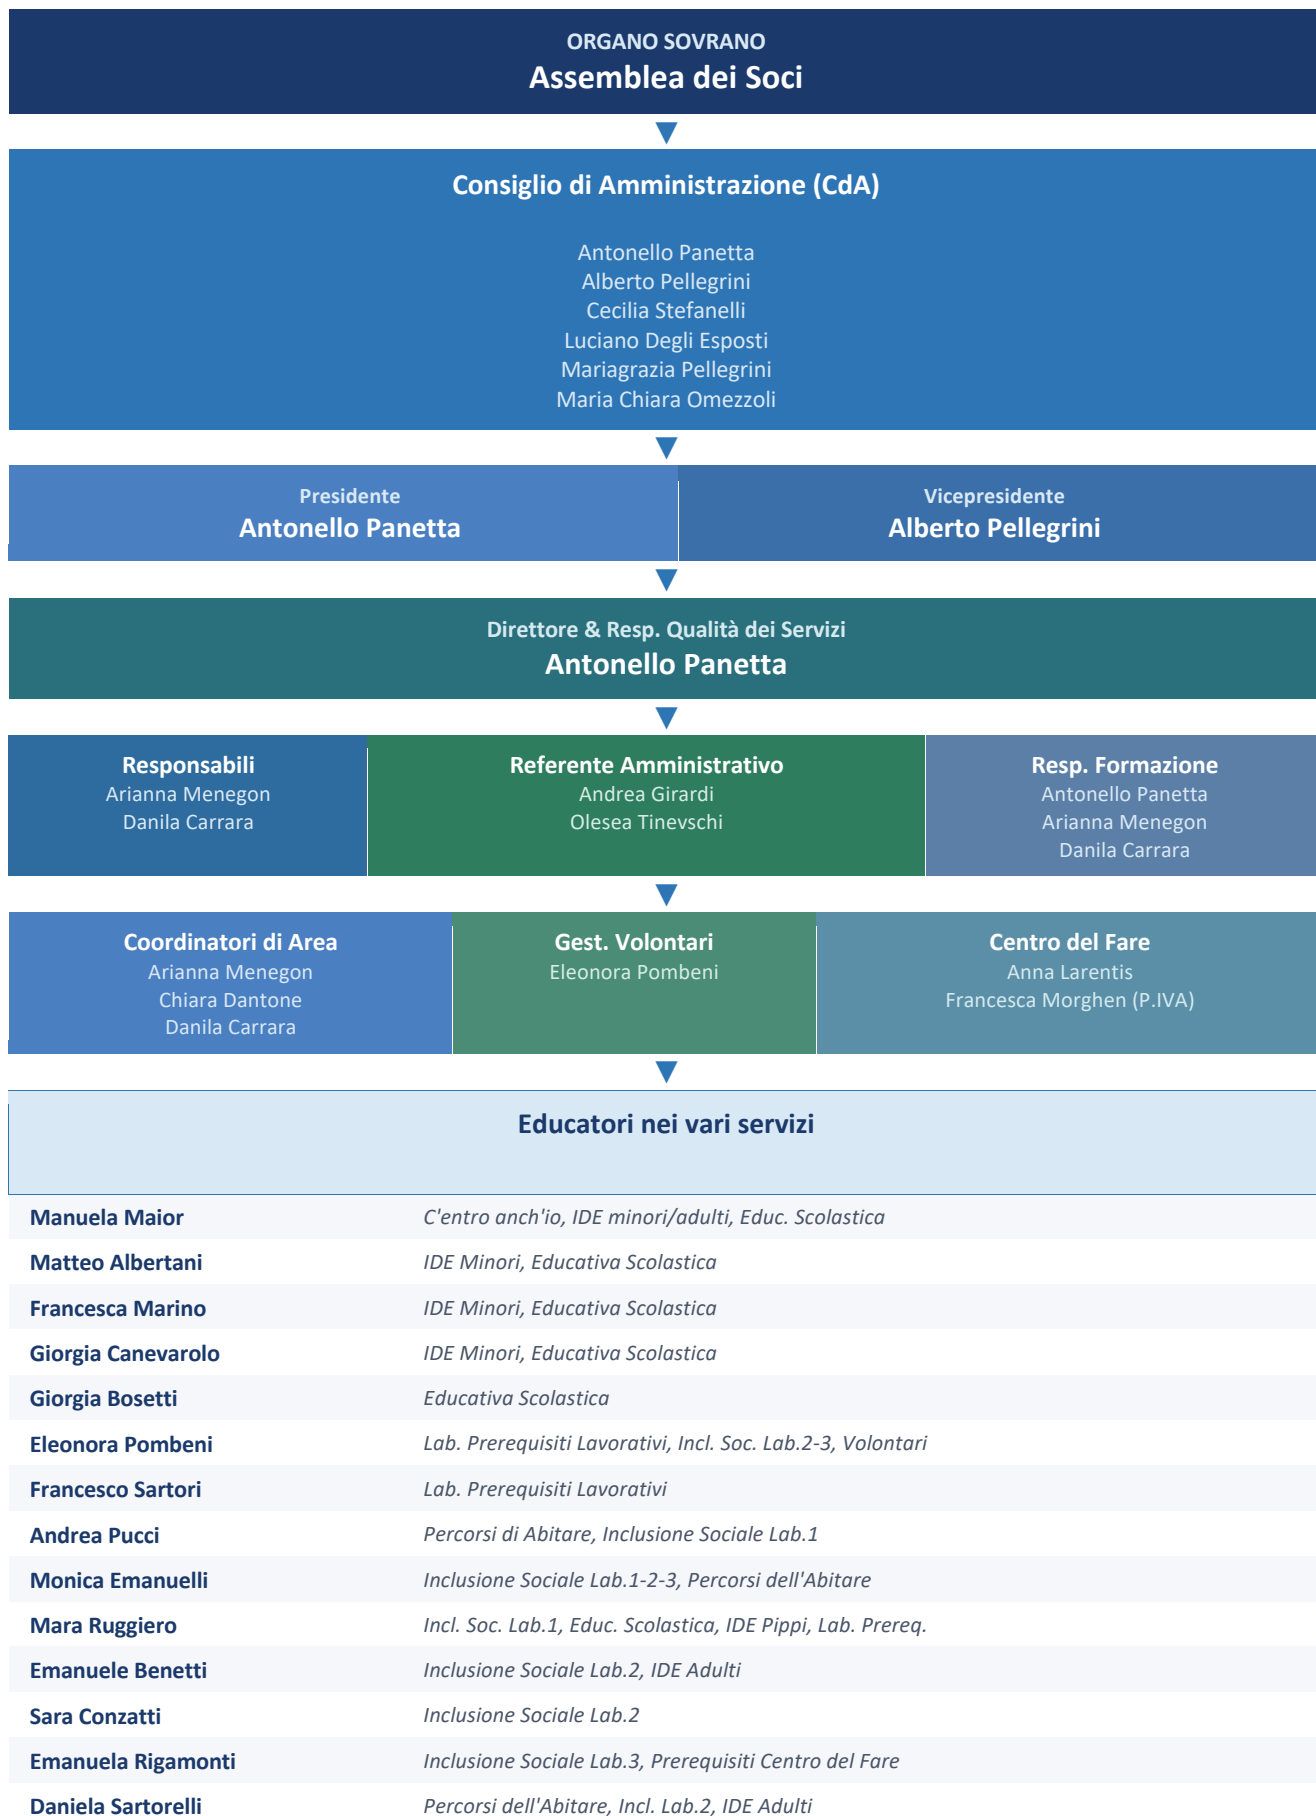 ORGANO SOVRANO
Assemblea dei Soci
▼
Consiglio di Amministrazione (CdA)
Antonello Panetta
Alberto Pellegrini
Cecilia Stefanelli
Luciano Degli Esposti
Mariagrazia Pellegrini
Maria Chiara Omezzoli
▼
Presidente
Antonello Panetta
Vicepresidente
Alberto Pellegrini
▼
Direttore & Resp. Qualità dei Servizi
Antonello Panetta
▼
Responsabili
Arianna Menegon
Danila Carrara
Referente Amministrativo
Andrea Girardi
Olesea Tinevschi
Resp. Formazione
Antonello Panetta
Arianna Menegon
Danila Carrara
▼
Coordinatori di Area
Arianna Menegon
Chiara Dantone
Danila Carrara
Gest. Volontari
Eleonora Pombeni
Centro del Fare
Anna Larentis
Francesca Morghen (P.IVA)
▼
Educatori nei vari servizi
Manuela Maior C'entro anch'io, IDE minori/adulti, Educ. Scolastica
Matteo Albertani IDE Minori, Educativa Scolastica
Francesca Marino IDE Minori, Educativa Scolastica
Giorgia Canevarolo IDE Minori, Educativa Scolastica
Giorgia Bosetti Educativa Scolastica
Eleonora Pombeni Lab. Prerequisiti Lavorativi, Incl. Soc. Lab.2-3, Volontari
Francesco Sartori Lab. Prerequisiti Lavorativi
Andrea Pucci Percorsi di Abitare, Inclusione Sociale Lab.1
Monica Emanuelli Inclusione Sociale Lab.1-2-3, Percorsi dell'Abitare
Mara Ruggiero Incl. Soc. Lab.1, Educ. Scolastica, IDE Pippi, Lab. Prereq.
Emanuele Benetti Inclusione Sociale Lab.2, IDE Adulti
Sara Conzatti Inclusione Sociale Lab.2
Emanuela Rigamonti Inclusione Sociale Lab.3, Prerequisiti Centro del Fare
Daniela Sartorelli Percorsi dell'Abitare, Incl. Lab.2, IDE Adulti